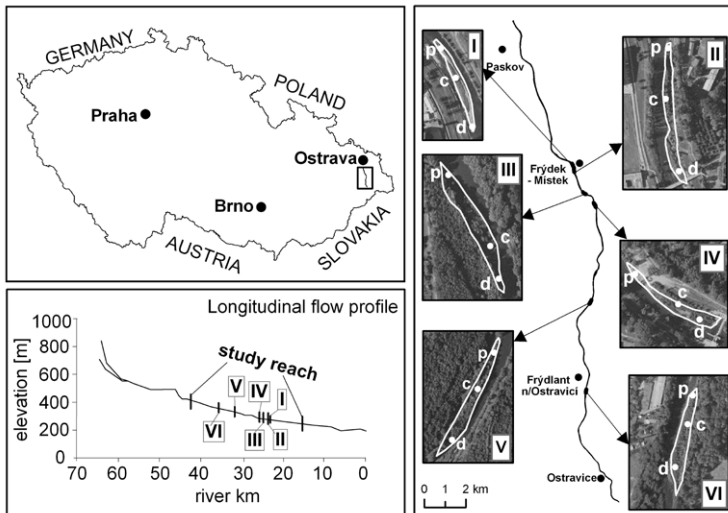 GERMANY
POLAND
Praha
Ostrava
Brno
AUSTRIA
SLOVAKIA
Longitudinal flow profile
elevation [m]
1000
800
600
400
200
0
study reach
VI
V
IV
III
II
I
70
60
50
40
30
20
10
0
river km
I
p
c
d
Paskov
II
p
c
d
Frýdek
- Místek
III
p
c
d
IV
p
c
d
V
p
c
d
Frýdlant
n/Ostravicí
VI
p
c
d
Ostravice
0 1 2 km